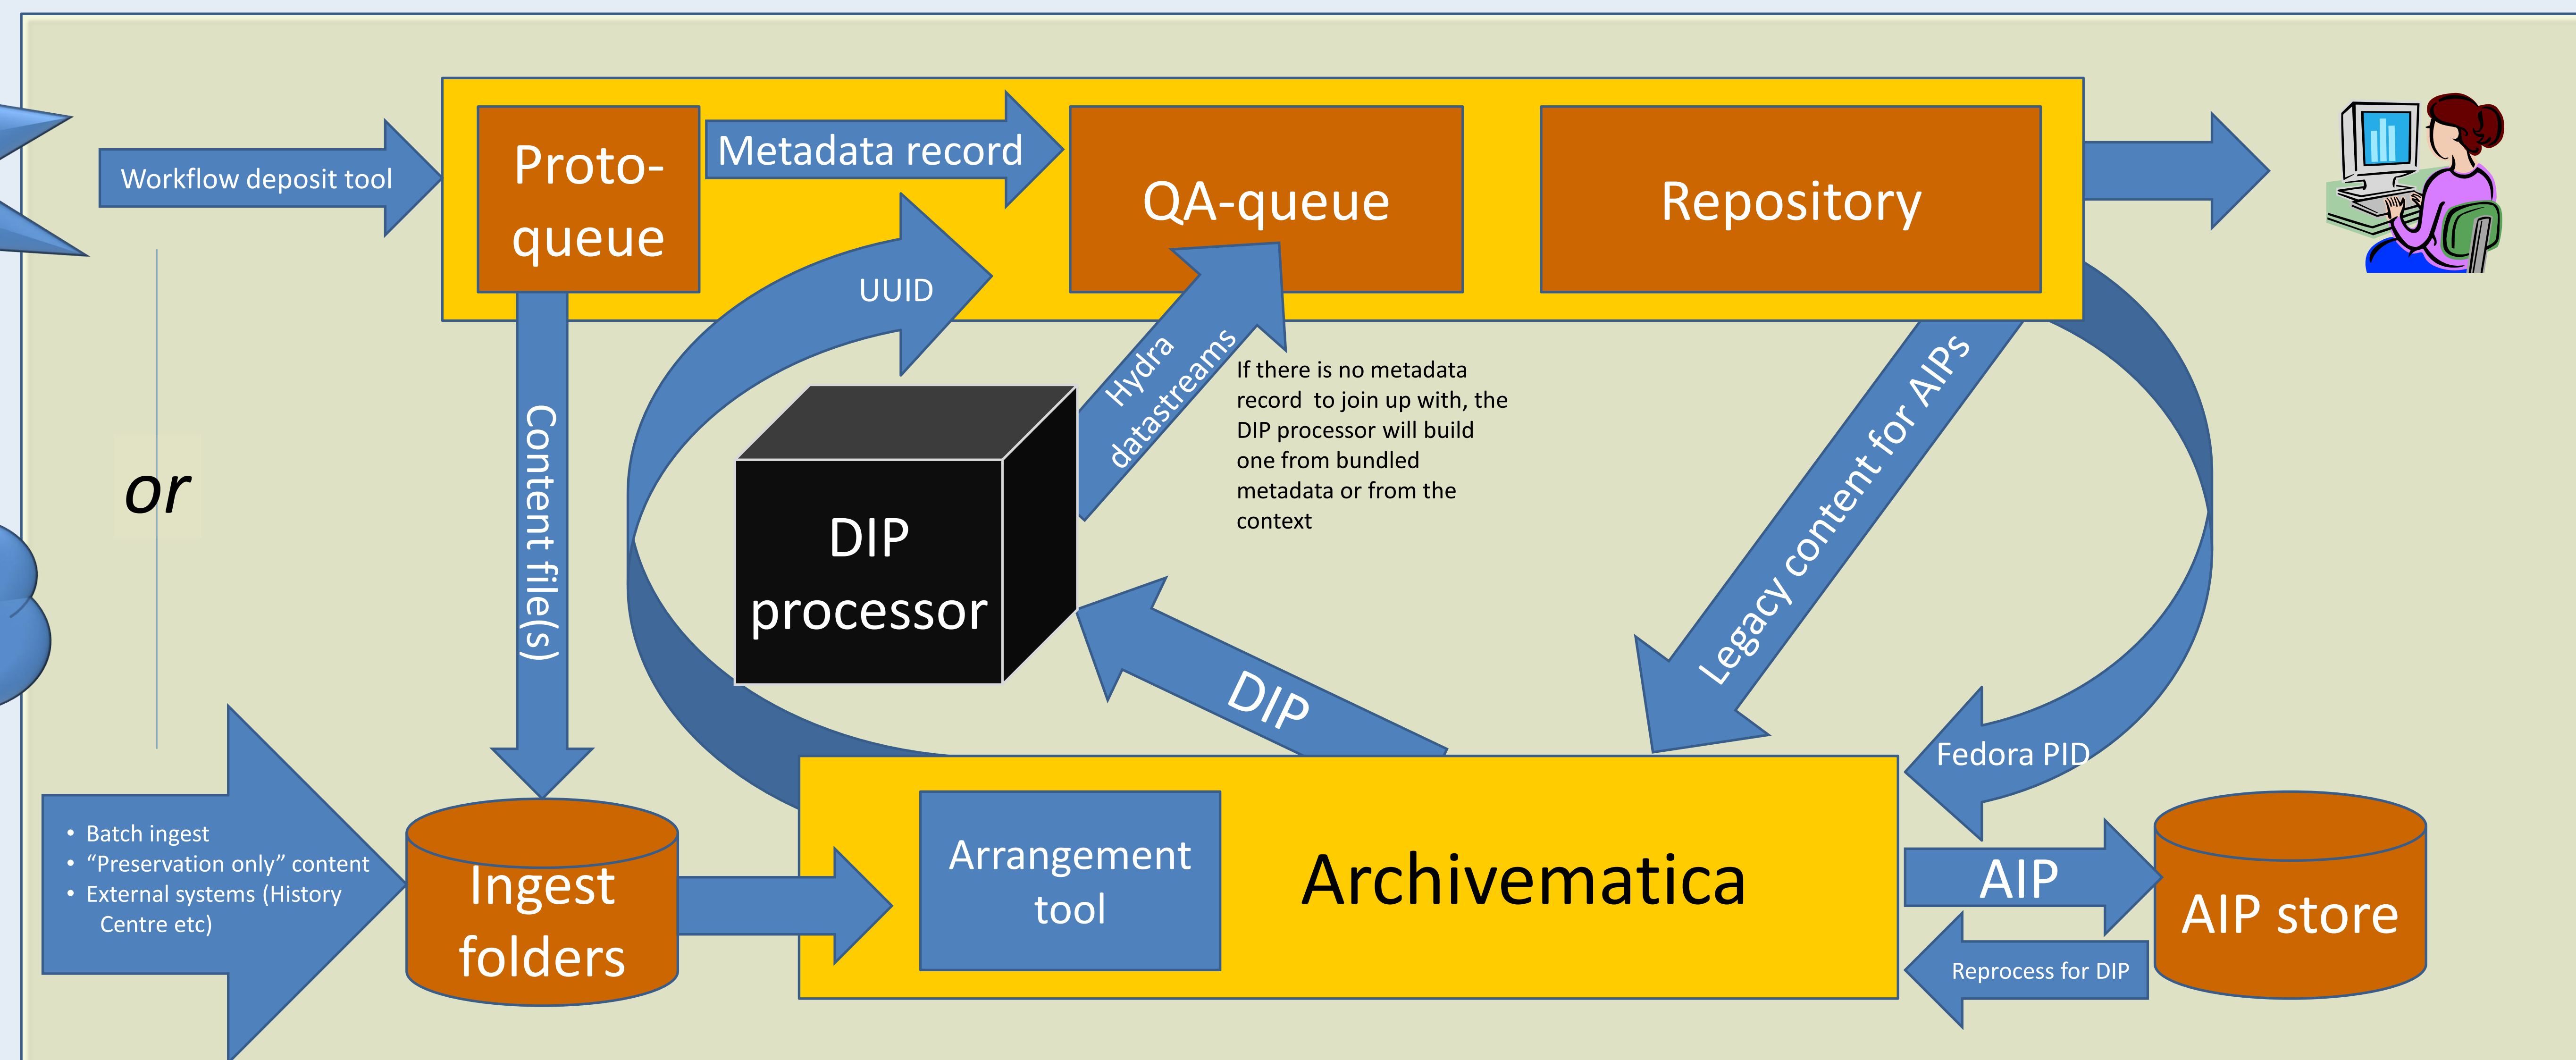 Workflow deposit tool
Proto-
queue
Metadata record
QA-queue
Repository
UUID
Hydra
datastreams
If there is no metadata
record  to join up with, the
DIP processor will build
one from bundled
metadata or from the
context
Content file(s)
Legacy content for AIPs
or
DIP
processor
DIP
Fedora PID
• Batch ingest
• “Preservation only” content
• External systems (History
Centre etc)
Ingest
folders
Arrangement
tool
Archivematica
AIP
AIP store
Reprocess for DIP